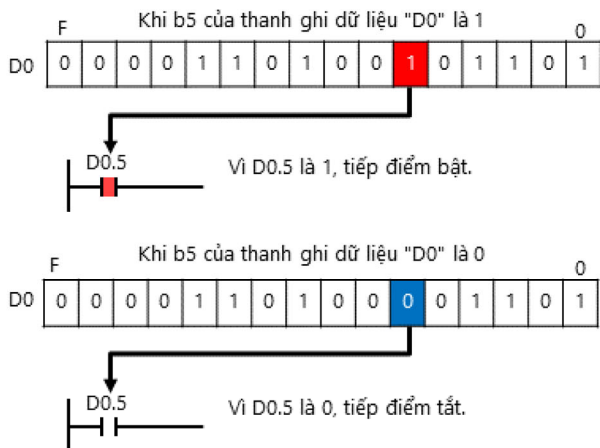 Khi b5 của thanh ghi dữ liệu "D0" là 1
F 0
D0 0 0 0 0 1 1 0 1 0 0 1 0 1 1 0 1
D0.5
Vì D0.5 là 1, tiếp điểm bật.
Khi b5 của thanh ghi dữ liệu "D0" là 0
F 0
D0 0 0 0 0 1 1 0 1 0 0 0 0 1 1 0 1
D0.5
Vì D0.5 là 0, tiếp điểm tắt.